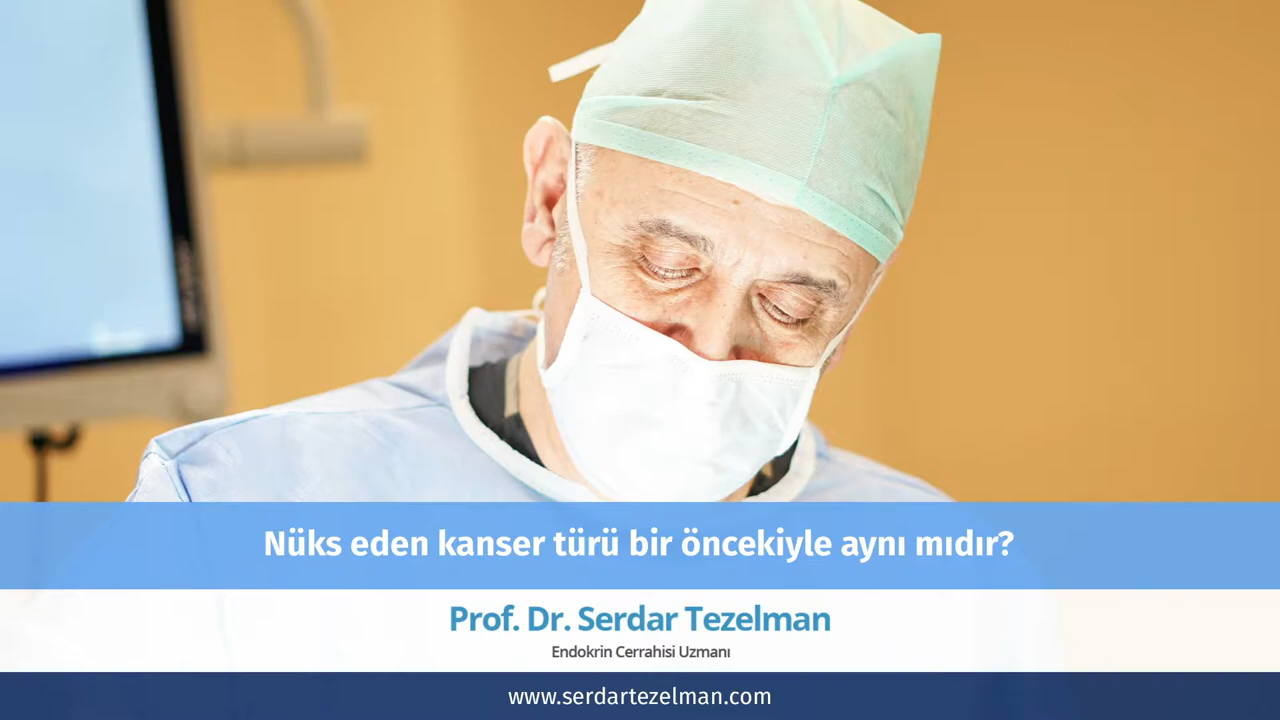 Nüks eden kanser türü bir öncekiyle aynı mıdır?
Prof. Dr. Serdar Tezelman
Endokrin Cerrahisi Uzmanı
www.serdartezelman.com